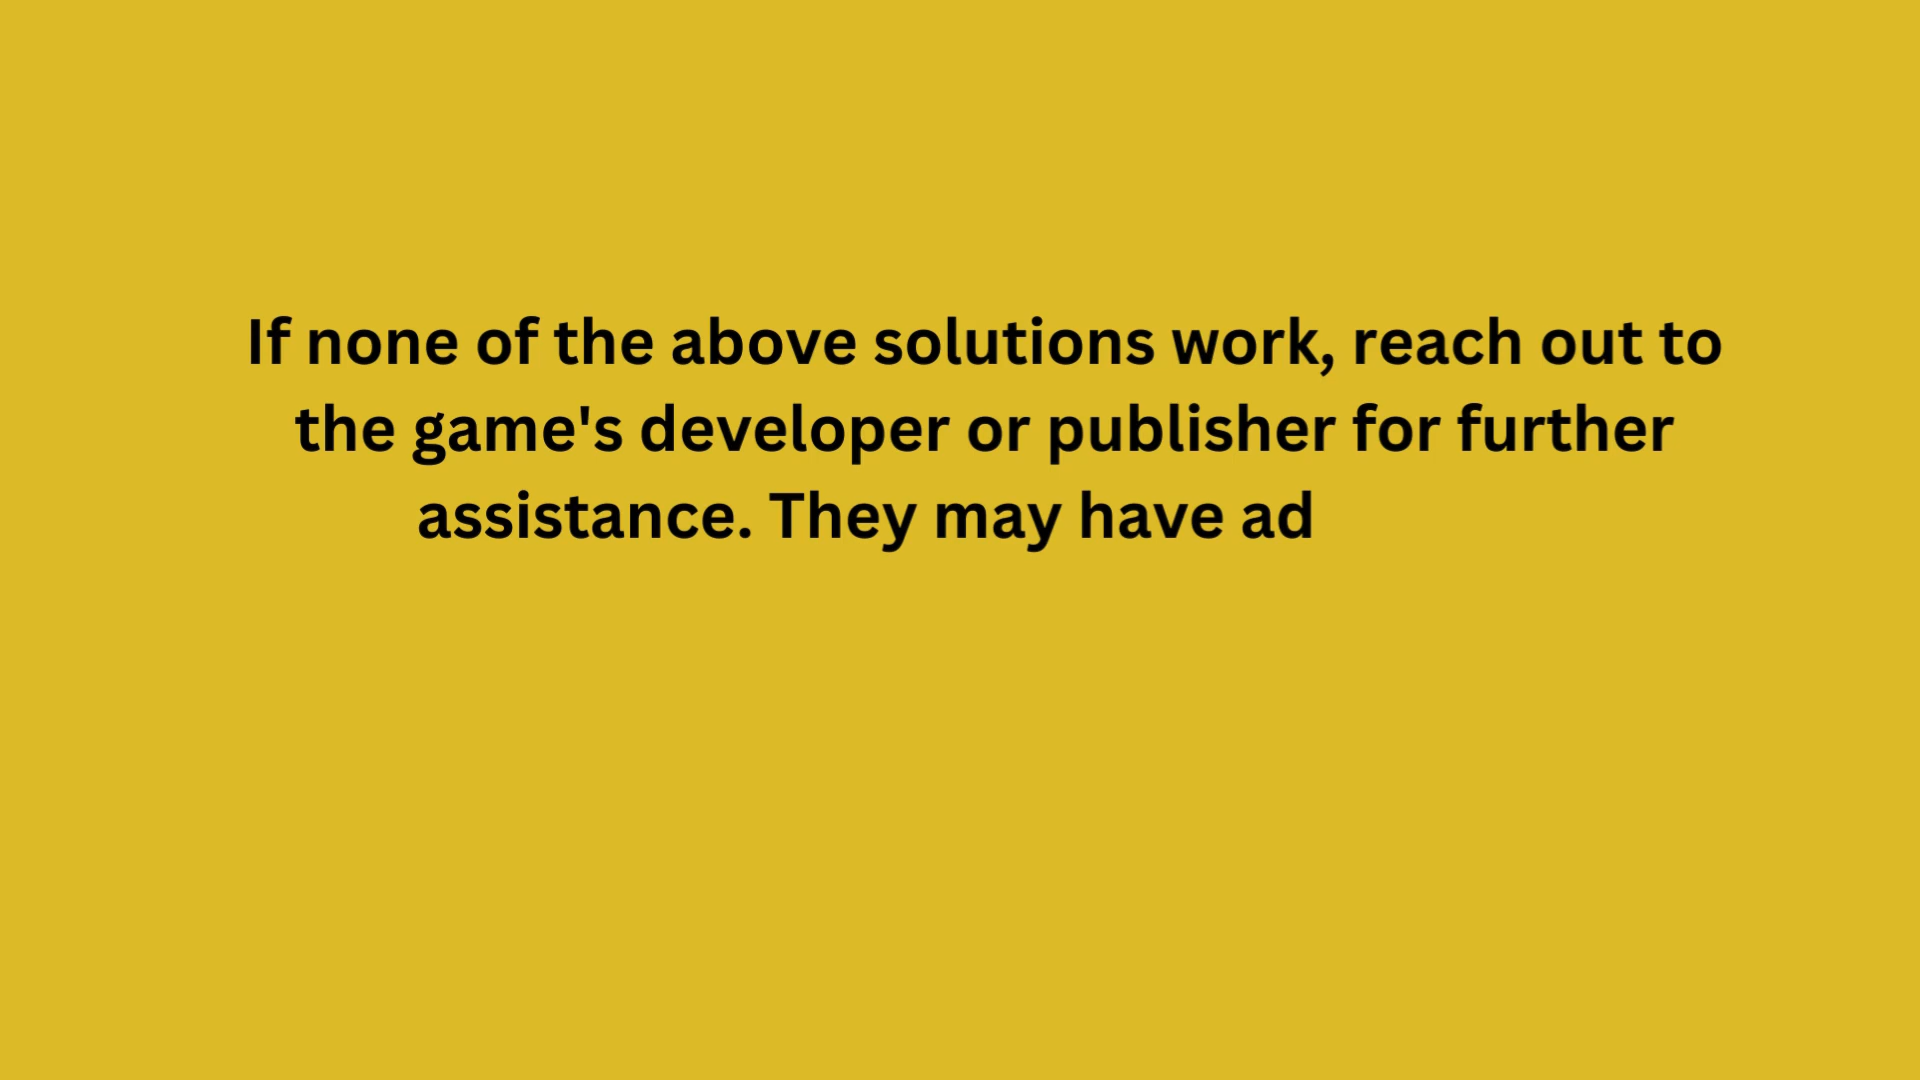 If none of the above solutions work, reach out to
the game's developer or publisher for further
assistance. They may have ad